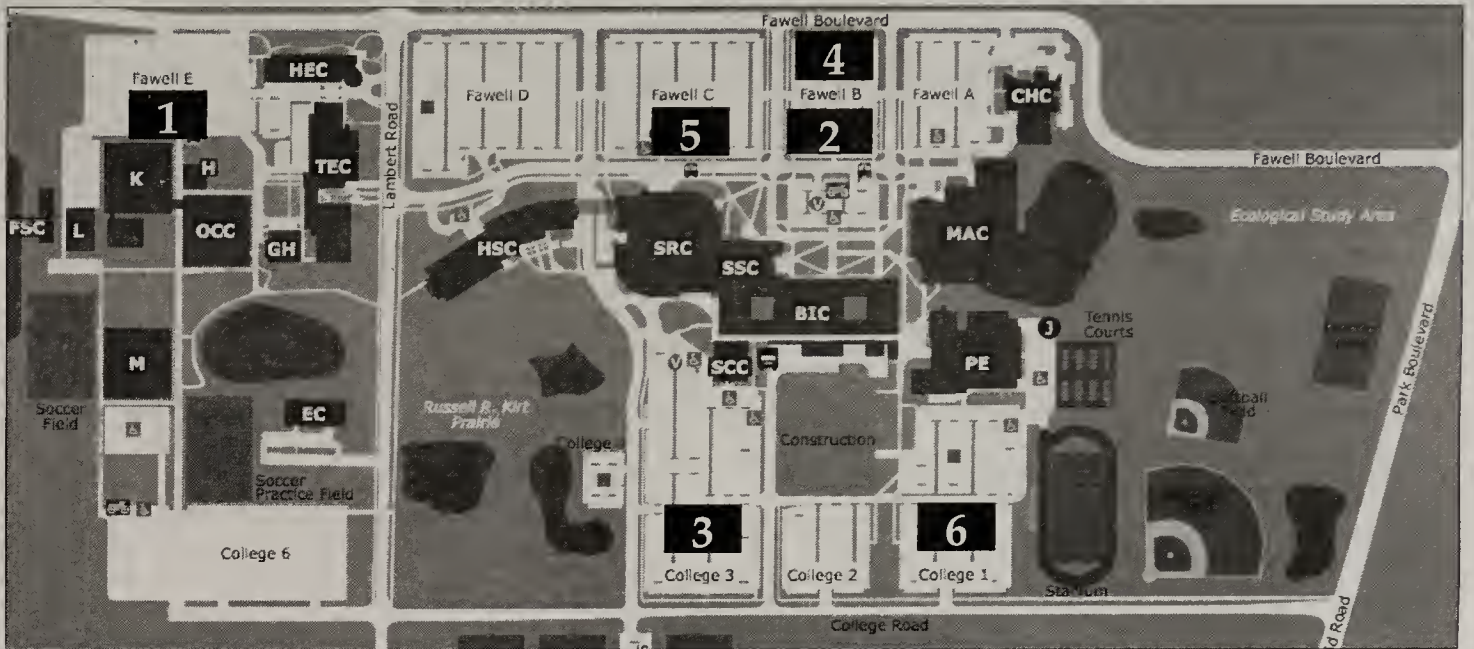 Fawell Boulevard
4
HEC
Fawell E
Fawell D
Fawell C
Fawell B
Fawell A
CHC
1
5
2
Lambert Road
TEC
Fawell Boulevard
K
H
Ecological Study Area
FSC
L
OCC
GH
HSC
SRC
MAC
SSC
BIC
J
Tennis
Courts
M
SCC
PE
Park Boulevard
V
V
Soccer
Field
EC
Russell R. Kirt
Prairie
College
Construction
Field
Soccer
Practice Field
3
6
College 6
College 3
College 2
College 1
Stadium
College Road
Road